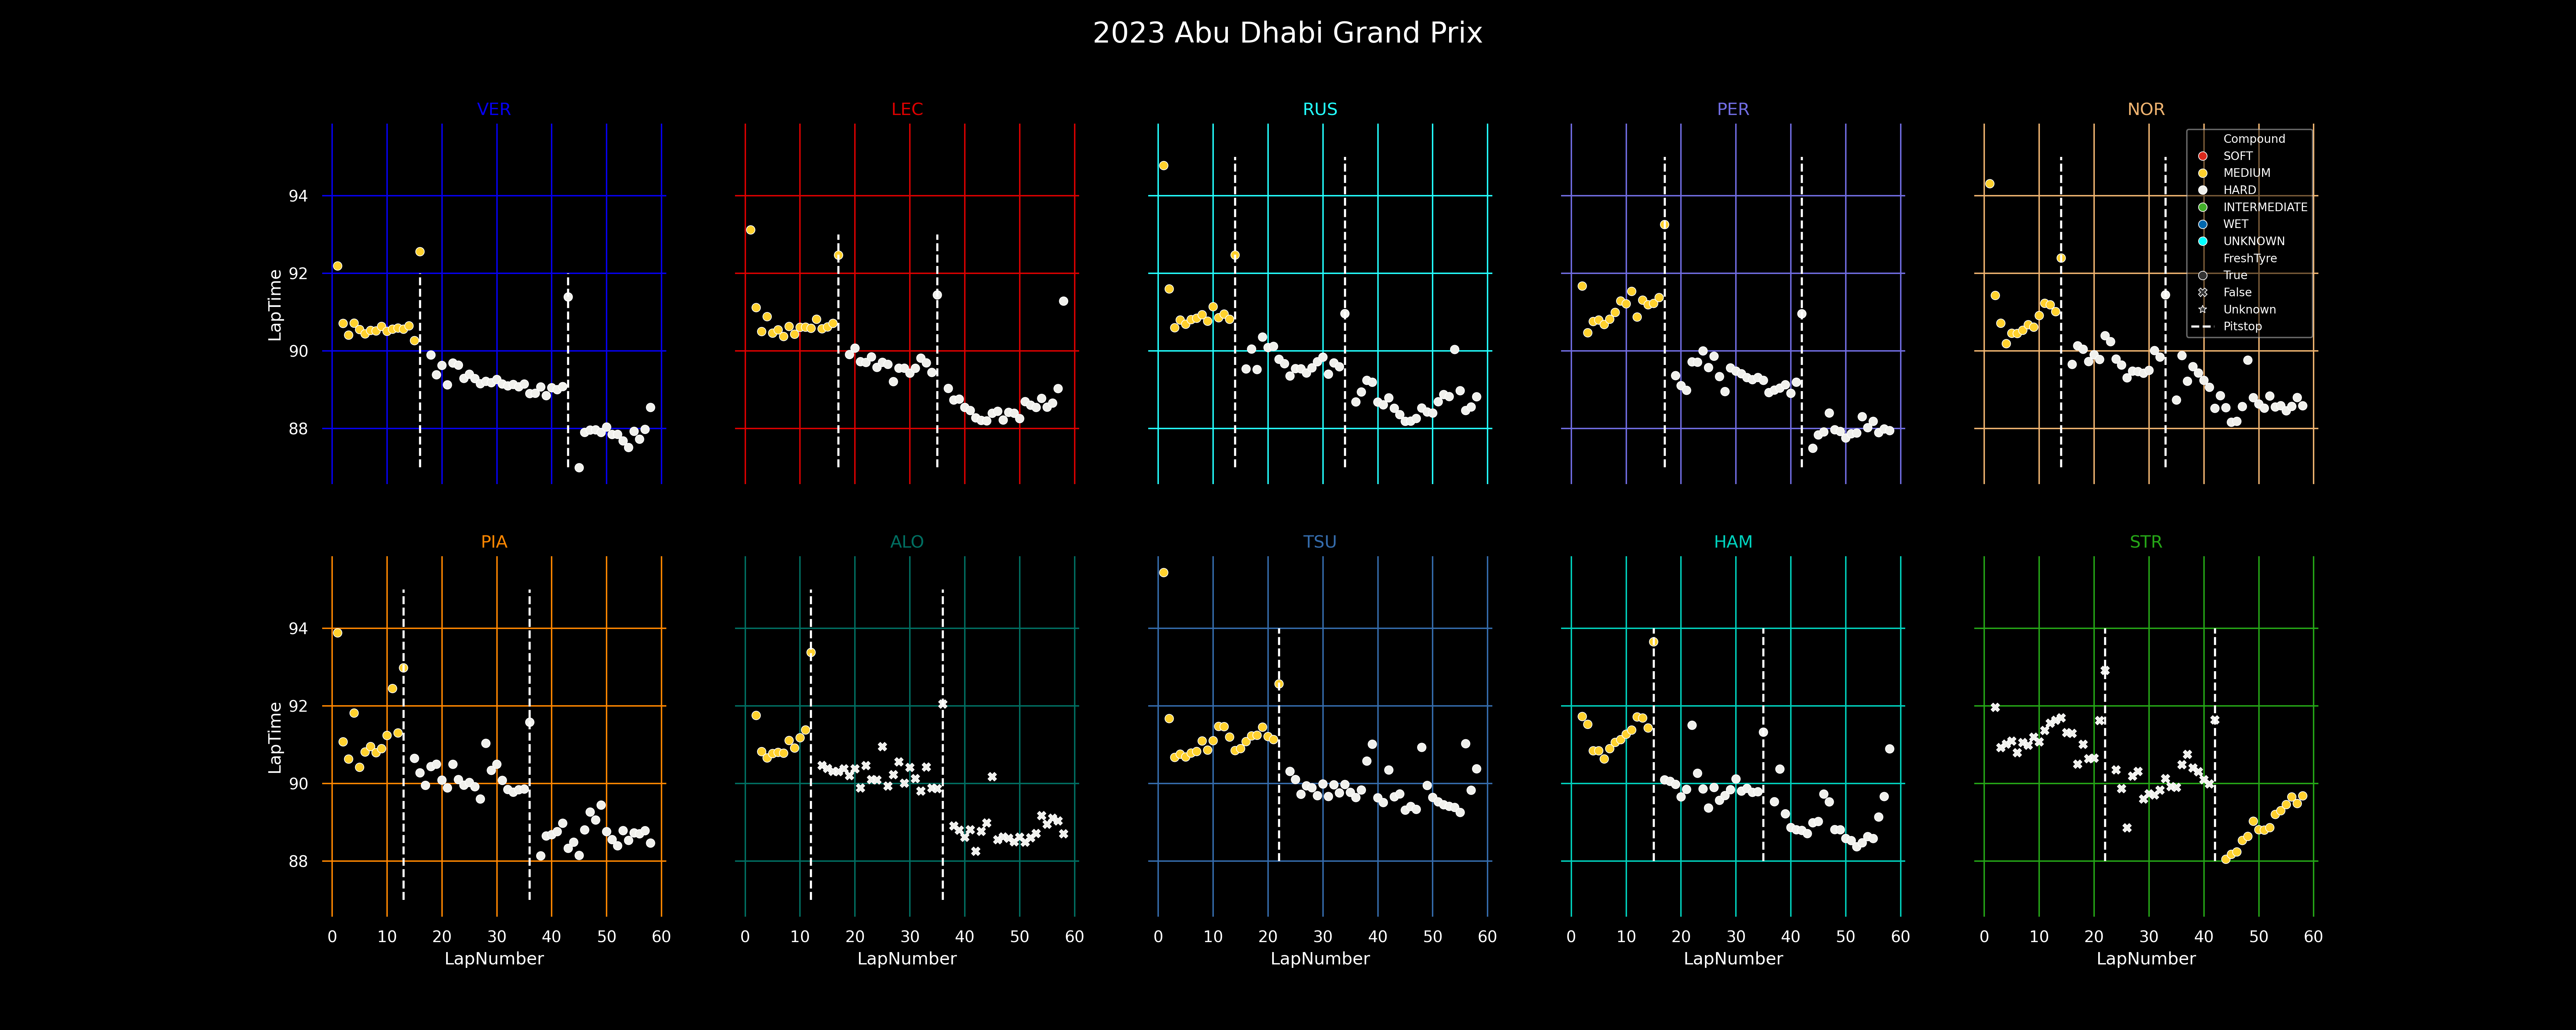 2023 Abu Dhabi Grand Prix
VER
LEC
RUS
PER
NOR
LapTime
94
92
90
88
Compound
SOFT
MEDIUM
HARD
INTERMEDIATE
WET
UNKNOWN
FreshTyre
True
False
Unknown
Pitstop
PIA
ALO
TSU
HAM
STR
LapTime
94
92
90
88
0 10 20 30 40 50 60
0 10 20 30 40 50 60
0 10 20 30 40 50 60
0 10 20 30 40 50 60
0 10 20 30 40 50 60
LapNumber
LapNumber
LapNumber
LapNumber
LapNumber